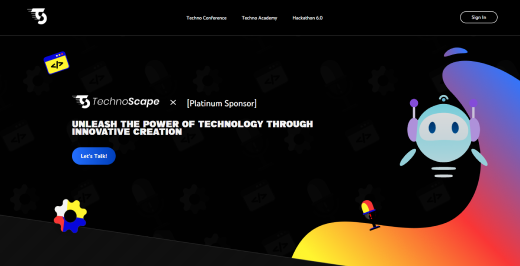 Techno Conference Techno Academy Hackathon 6.0 Sign In
</>
TechnoScape × [Platinum Sponsor]
UNLEASH THE POWER OF TECHNOLOGY THROUGH
INNOVATIVE CREATION
Let's Talk!